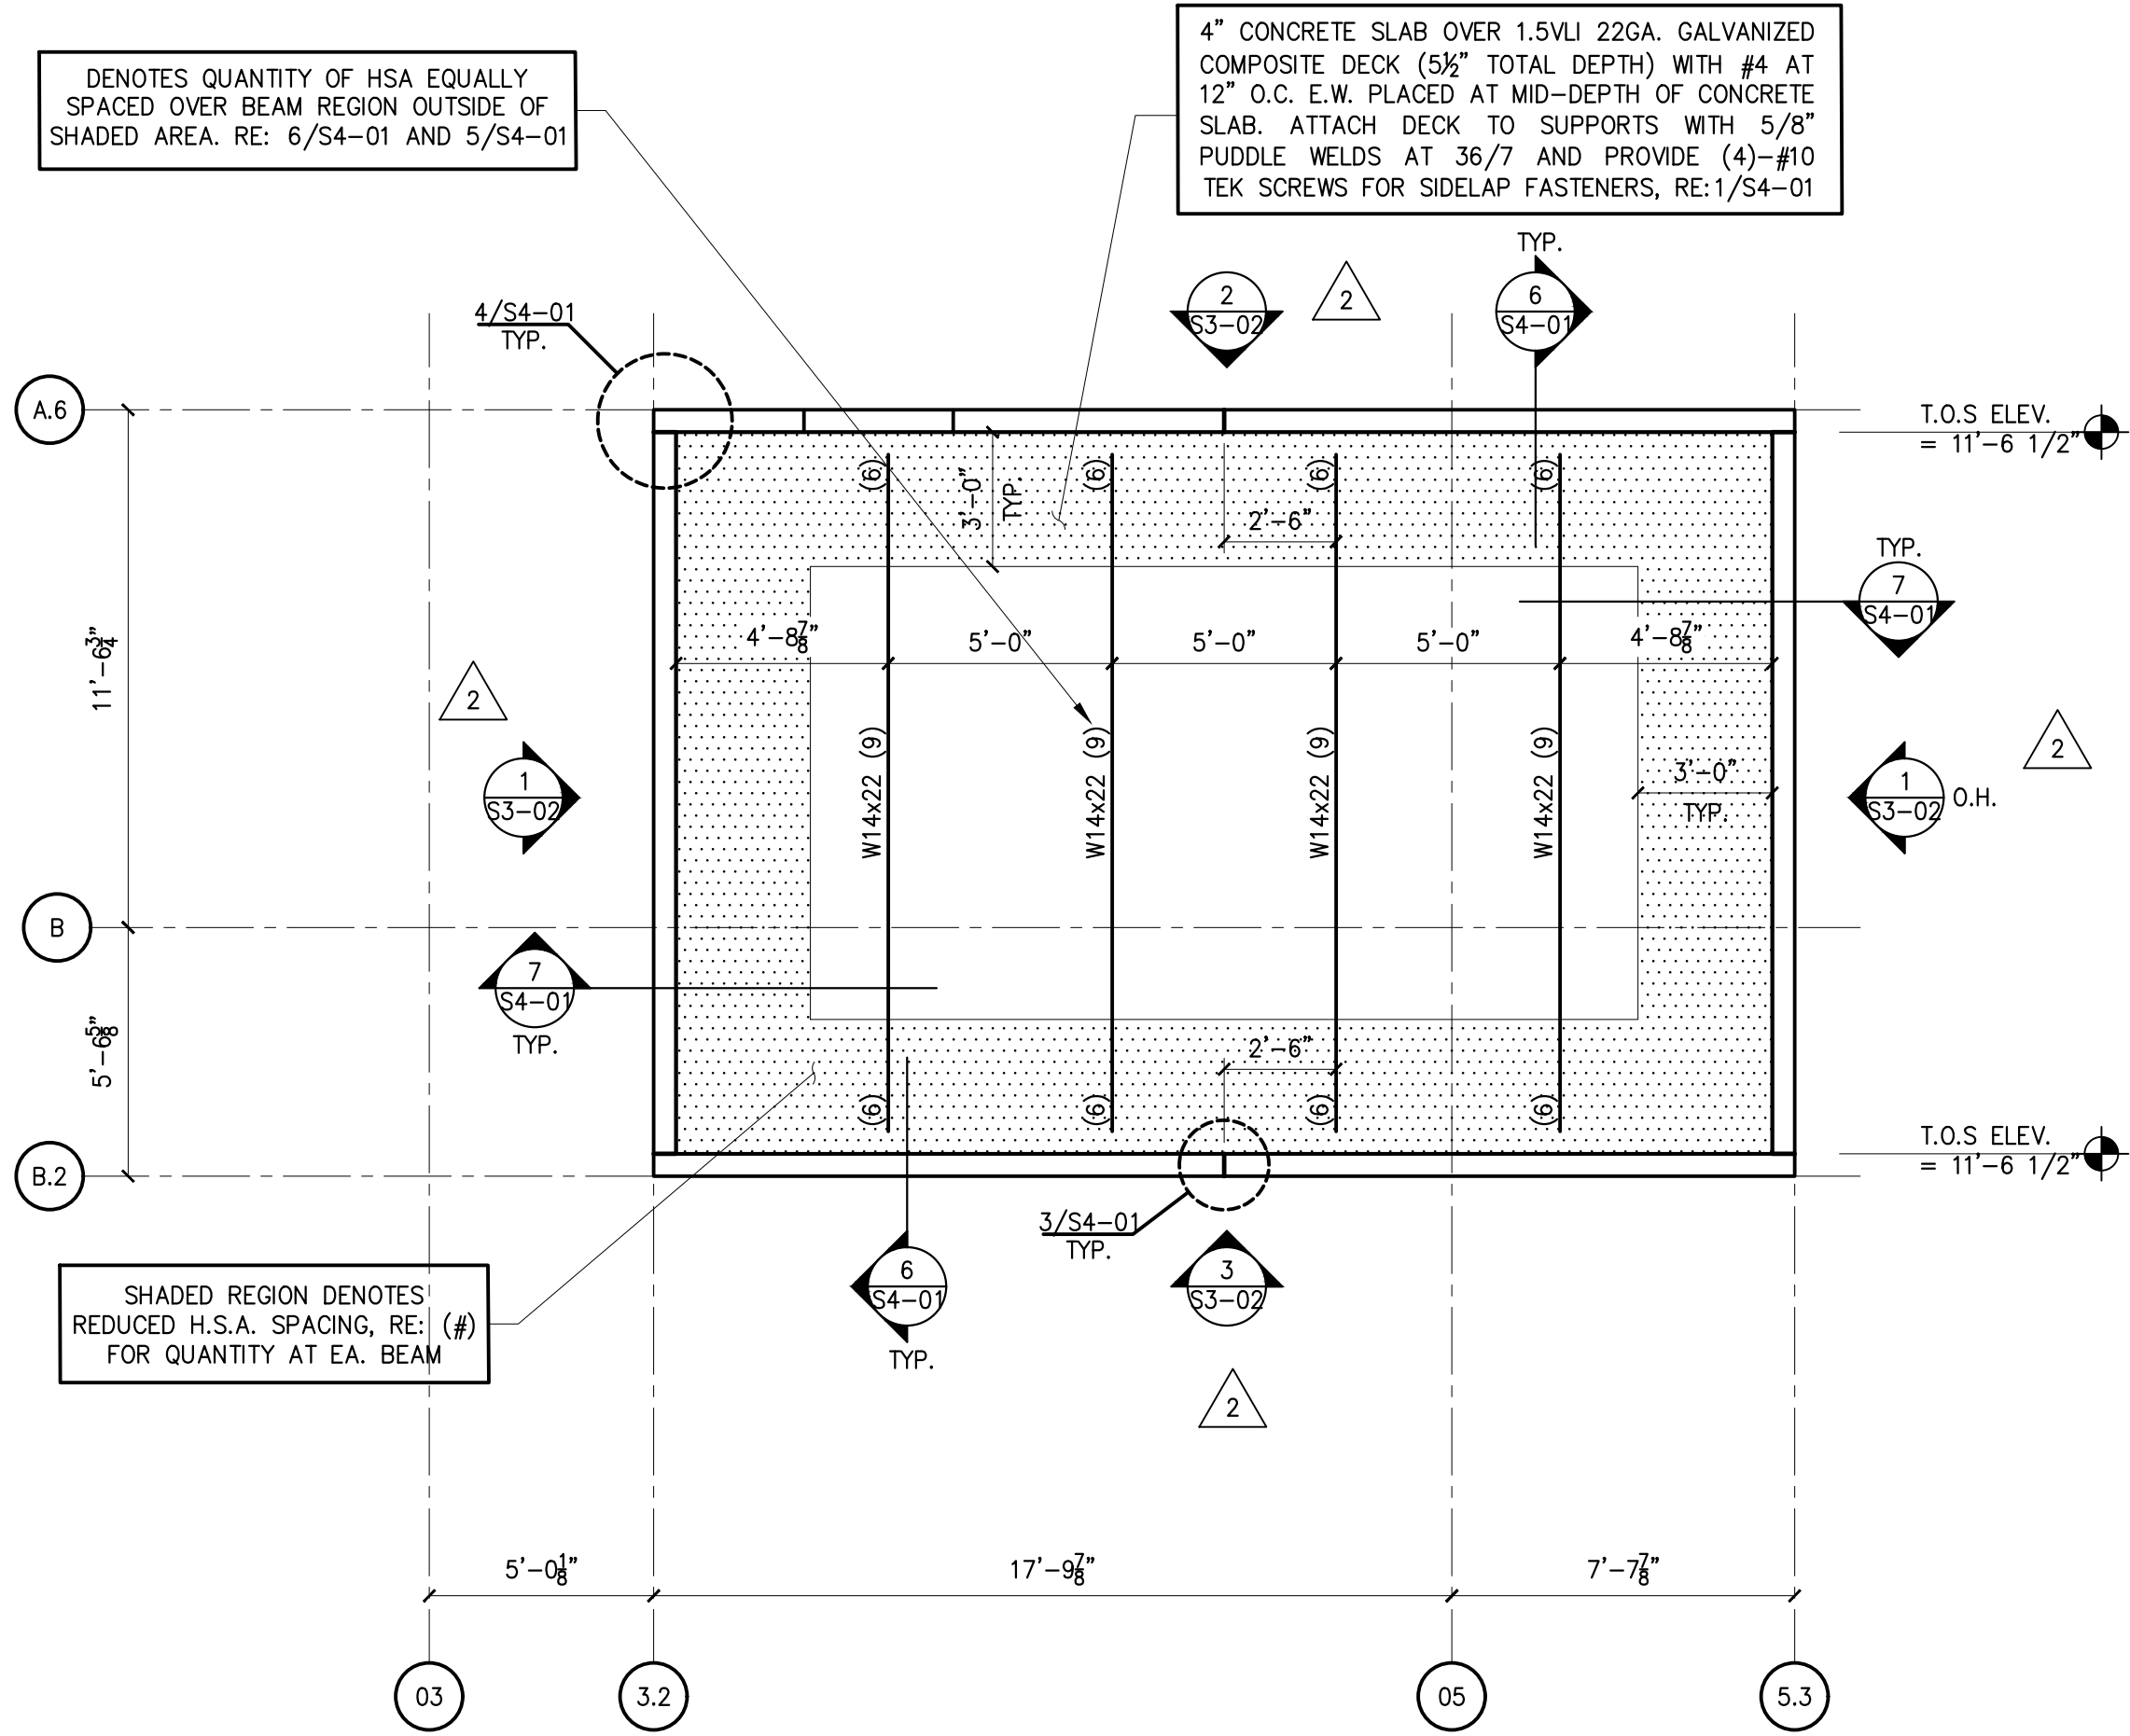 4" CONCRETE SLAB OVER 1.5VLI 22GA. GALVANIZED
COMPOSITE DECK (5½" TOTAL DEPTH) WITH #4 AT
12" O.C. E.W. PLACED AT MID-DEPTH OF CONCRETE
SLAB. ATTACH DECK TO SUPPORTS WITH 5/8"
PUDDLE WELDS AT 36/7 AND PROVIDE (4)-#10
TEK SCREWS FOR SIDELAP FASTENERS, RE:1/S4-01
DENOTES QUANTITY OF HSA EQUALLY
SPACED OVER BEAM REGION OUTSIDE OF
SHADED AREA. RE: 6/S4-01 AND 5/S4-01
TYP.
2
S3-02
2
6
S4-01
4/S4-01
TYP.
A.6
T.O.S ELEV.
= 11'-6 1/2"
(6)
(6)
(6)
(6)
3'-0"
TYP.
2'-6"
TYP.
7
S4-01
4'-8⅞"
5'-0"
5'-0"
5'-0"
4'-8⅞"
11'-6¾"
2
2
W14x22 (9)
W14x22 (9)
W14x22 (9)
W14x22 (9)
3'-0"
TYP.
1
S3-02
1
S3-02
O.H.
B
7
S4-01
TYP.
5'-6⅝"
2'-6"
(6)
(6)
(6)
(6)
B.2
T.O.S ELEV.
= 11'-6 1/2"
3/S4-01
TYP.
6
S4-01
TYP.
3
S3-02
SHADED REGION DENOTES
REDUCED H.S.A. SPACING, RE: (#)
FOR QUANTITY AT EA. BEAM
2
5'-0⅛"
17'-9⅞"
7'-7⅞"
03
3.2
05
5.3